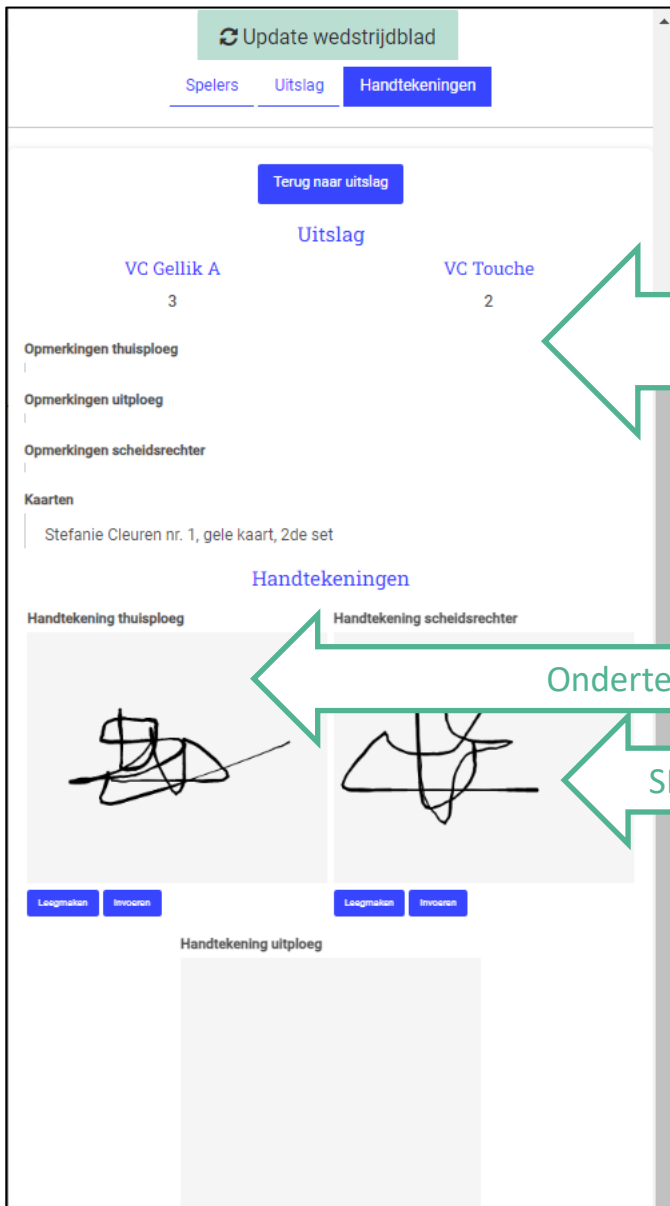 Update wedstrijdblad
Spelers Uitslag Handtekeningen
Terug naar uitslag
Uitslag
VC Gellik A VC Touche
3 2
Opmerkingen thuisploeg
Opmerkingen uitploeg
Opmerkingen scheidsrechter
Kaarten
Stefanie Cleuren nr. 1, gele kaart, 2de set
Handtekeningen
Handtekening thuisploeg Handtekening scheidsrechter
Onderte
Leegmaken Invoeren Leegmaken Invoeren
Handtekening uitploeg